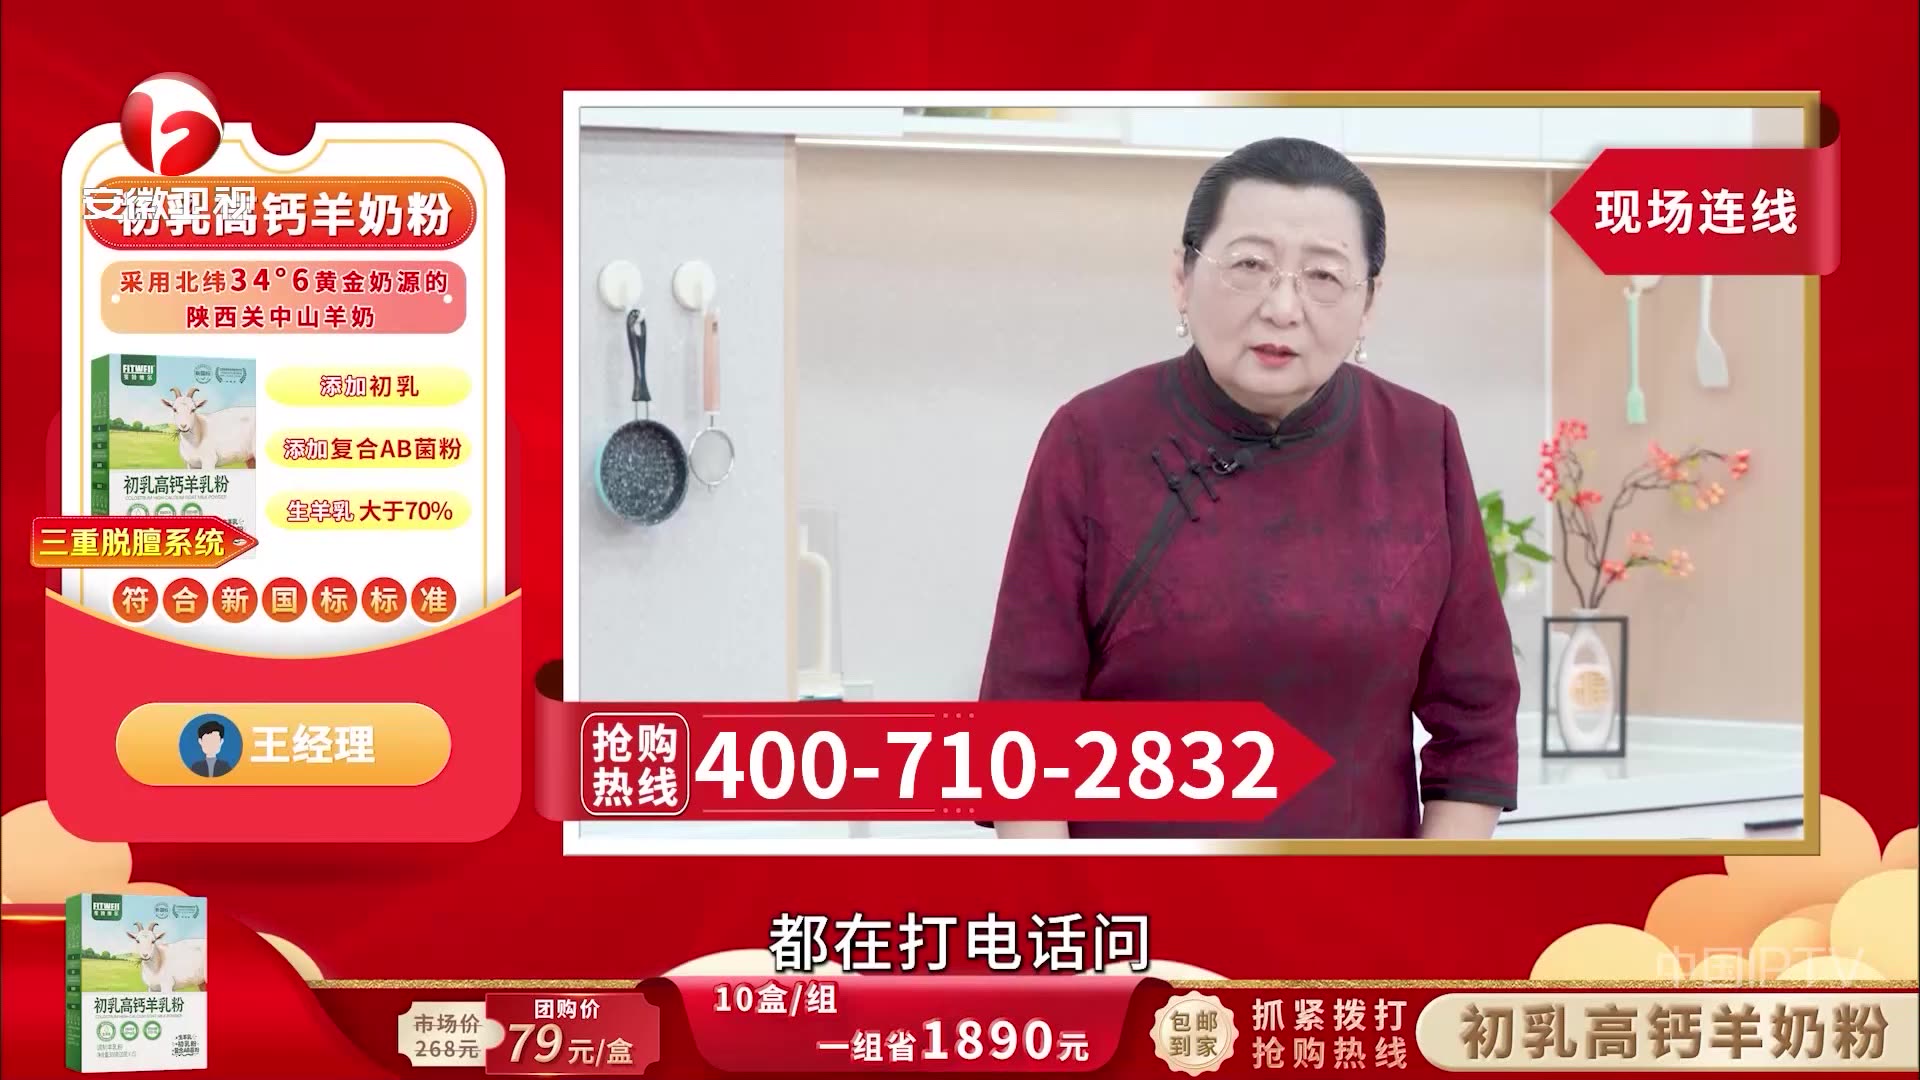 安徽卫视
初乳高钙羊奶粉
采用北纬34°6黄金奶源的
陕西关中山羊奶
FITWEII
初乳高钙羊乳粉
添加初乳
添加复合AB菌粉
生羊乳大于70%
三重脱膻系统
符合新国标标准
王经理
现场连线
抢购
热线
400-710-2832
都在打电话问
FITWEII
初乳高钙羊乳粉
市场价
268元
团购价
79元/盒
10盒/组
一组省1890元
包邮
到家
抓紧拨打
抢购热线
中国IPTV
初乳高钙羊奶粉